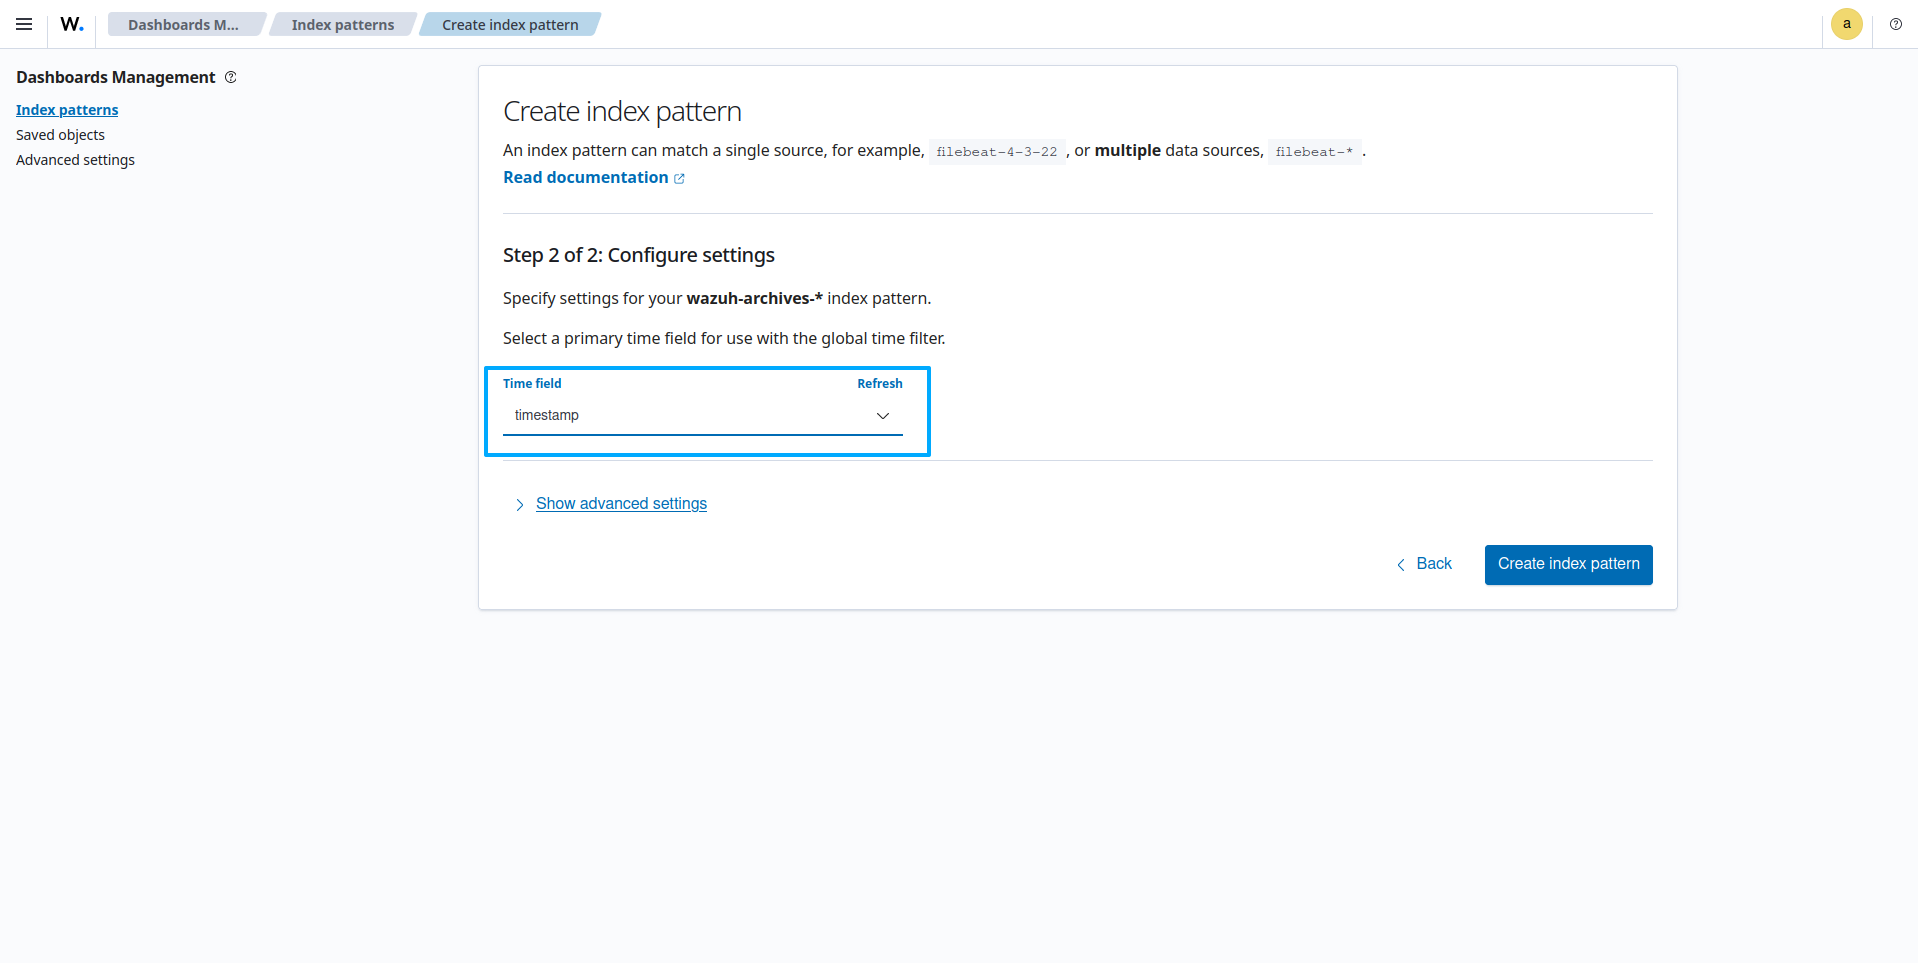 W. Dashboards M... Index patterns Create index pattern a
Dashboards Management
Index patterns
Saved objects
Advanced settings
Create index pattern
An index pattern can match a single source, for example, filebeat-4-3-22 , or multiple data sources, filebeat-* .
Read documentation
Step 2 of 2: Configure settings
Specify settings for your wazuh-archives-* index pattern.
Select a primary time field for use with the global time filter.
Time field Refresh
timestamp
Show advanced settings
Back Create index pattern